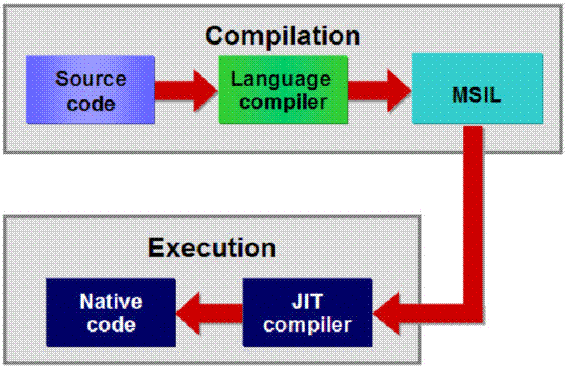 Compilation
Source
code
Language
compiler
MSIL
Execution
Native
code
JIT
compiler